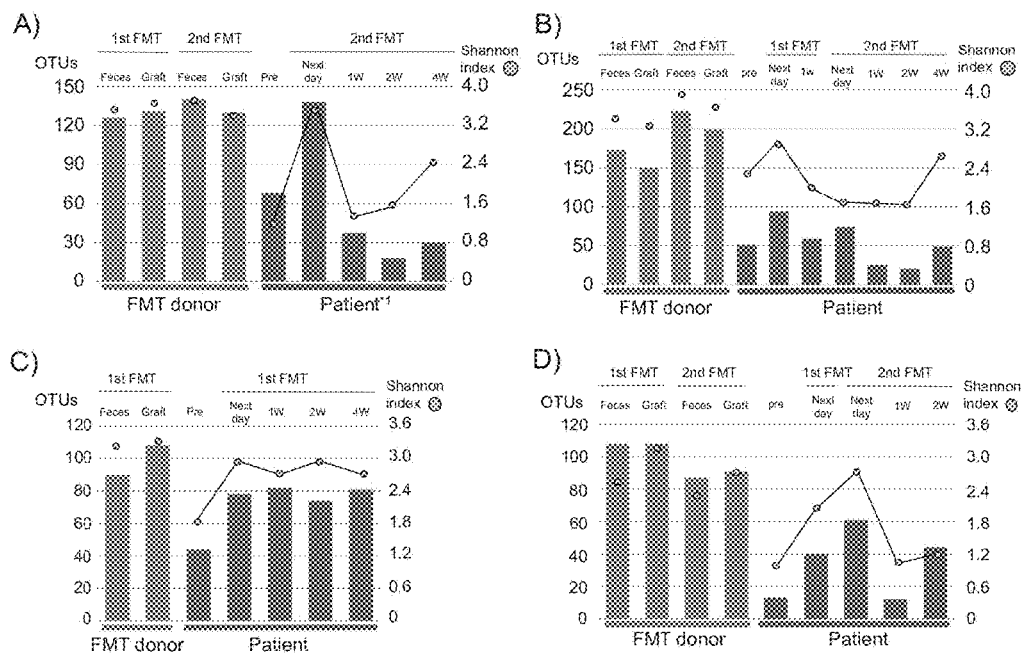 A)
1st FMT 2nd FMT 2nd FMT
OTUs Feces Graft Feces Graft Pre Next day 1W 2W 4W Shannon index
150 4.0
120 3.2
90 2.4
60 1.6
30 0.8
0 0
FMT donor Patient*1
B)
1st FMT 2nd FMT 1st FMT 2nd FMT
OTUs Feces Graft Feces Graft pre Next day 1w Next day 1W 2W 4W Shannon index
250 4.0
200 3.2
150 2.4
100 1.6
50 0.8
0 0
FMT donor Patient
C)
1st FMT 1st FMT
OTUs Feces Graft Pre Next day 1W 2W 4W Shannon index
120 3.6
100 3.0
80 2.4
60 1.8
40 1.2
20 0.6
0 0
FMT donor Patient
D)
1st FMT 2nd FMT 1st FMT 2nd FMT
OTUs Feces Graft Feces Graft pre Next day Next day 1W 2W Shannon index
120 3.6
100 3.0
80 2.4
60 1.8
40 1.2
20 0.6
0 0
FMT donor Patient